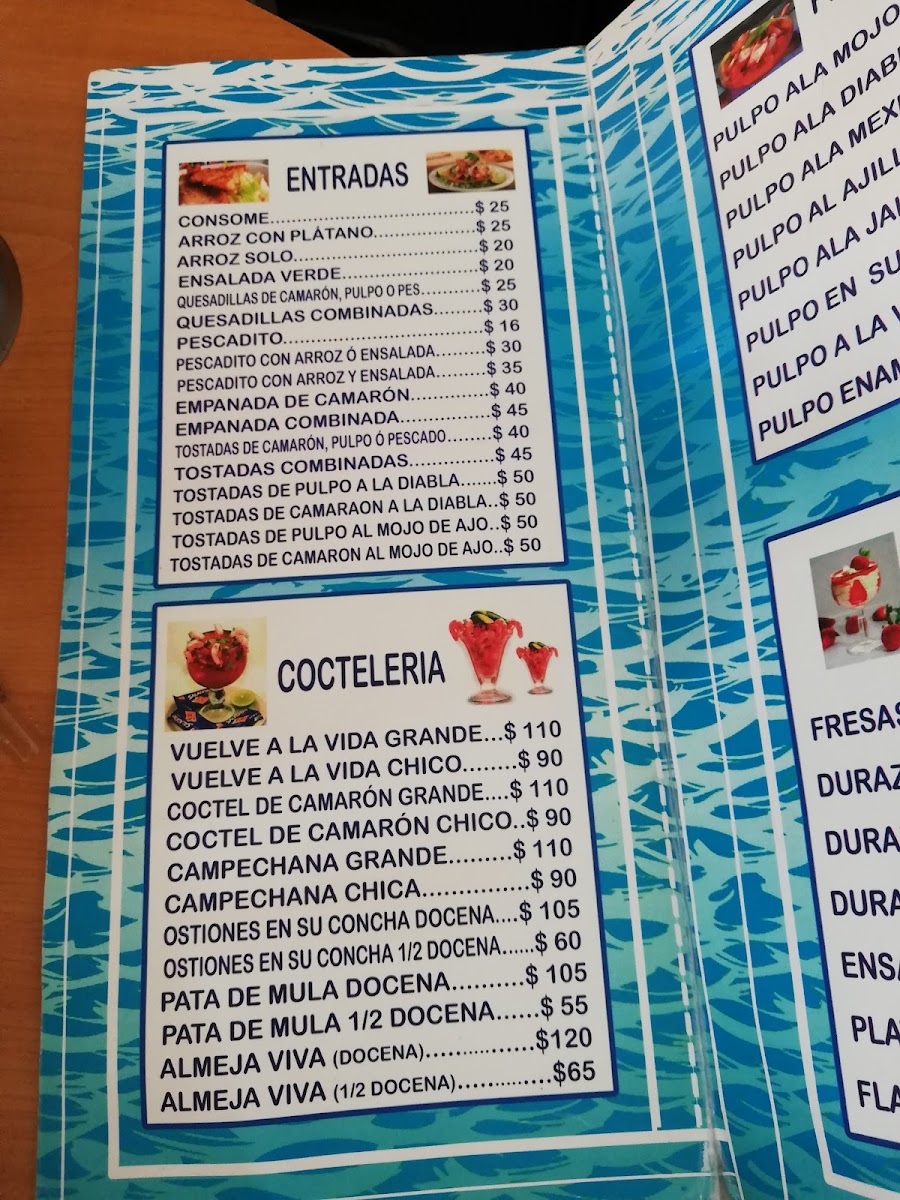 ENTRADAS
CONSOME........................................$ 25
ARROZ CON PLÁTANO....................$ 25
ARROZ SOLO....................................$ 20
ENSALADA VERDE..........................$ 20
QUESADILLAS DE CAMARÓN, PULPO O PES...........$ 25
QUESADILLAS COMBINADAS.........$ 30
PESCADITO.......................................$ 16
PESCADITO CON ARROZ Ó ENSALADA.........$ 30
PESCADITO CON ARROZ Y ENSALADA.........$ 35
EMPANADA DE CAMARÓN..............$ 40
EMPANADA COMBINADA.................$ 45
TOSTADAS DE CAMARÓN, PULPO Ó PESCADO........$ 40
TOSTADAS COMBINADAS...............$ 45
TOSTADAS DE PULPO A LA DIABLA.......$ 50
TOSTADAS DE CAMARAON A LA DIABLA..$ 50
TOSTADAS DE PULPO AL MOJO DE AJO..$ 50
TOSTADAS DE CAMARON AL MOJO DE AJO..$ 50
COCTELERIA
VUELVE A LA VIDA GRANDE...$ 110
VUELVE A LA VIDA CHICO........$ 90
COCTEL DE CAMARÓN GRANDE....$ 110
COCTEL DE CAMARÓN CHICO..$ 90
CAMPECHANA GRANDE.........$ 110
CAMPECHANA CHICA...............$ 90
OSTIONES EN SU CONCHA DOCENA....$ 105
OSTIONES EN SU CONCHA 1/2 DOCENA......$ 60
PATA DE MULA DOCENA..........$ 105
PATA DE MULA 1/2 DOCENA......$ 55
ALMEJA VIVA (DOCENA)...............$120
ALMEJA VIVA (1/2 DOCENA).............$65
PULPO ALA MOJO
PULPO ALA DIABL
PULPO ALA MEXI
PULPO AL AJILL
PULPO ALA JAL
PULPO EN SU
PULPO A LA V
PULPO ENAM
FRESAS
DURAZ
DURA
DURA
ENSA
PLA
FLA